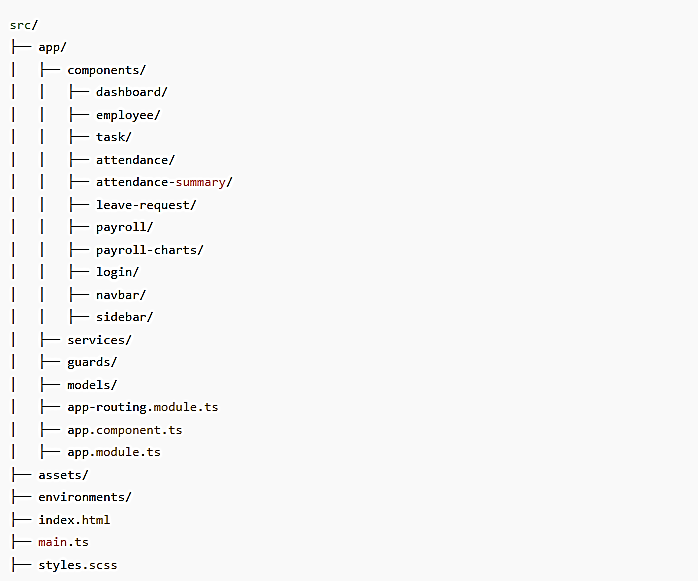 src/
├── app/
│   ├── components/
│   │   ├── dashboard/
│   │   ├── employee/
│   │   ├── task/
│   │   ├── attendance/
│   │   ├── attendance-summary/
│   │   ├── leave-request/
│   │   ├── payroll/
│   │   ├── payroll-charts/
│   │   ├── login/
│   │   ├── navbar/
│   │   ├── sidebar/
│   ├── services/
│   ├── guards/
│   ├── models/
│   ├── app-routing.module.ts
│   ├── app.component.ts
│   ├── app.module.ts
├── assets/
├── environments/
├── index.html
├── main.ts
├── styles.scss